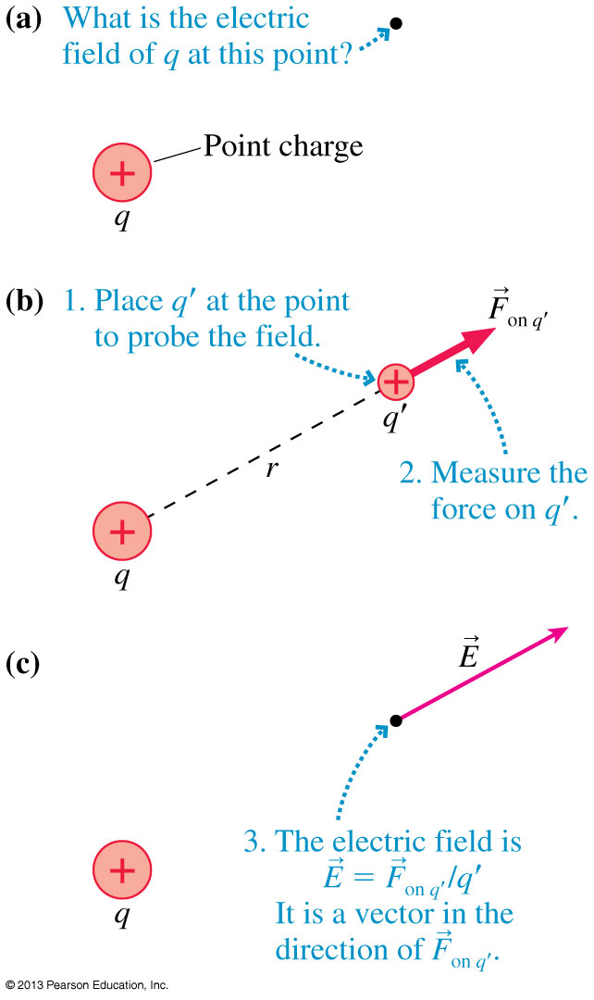 (a) What is the electric
field of q at this point?
Point charge
+
q
(b) 1. Place q′ at the point
to probe the field.
F⃗ on q′
+
q′
r
2. Measure the
force on q′.
+
q
(c)
E⃗
3. The electric field is
E⃗ = F⃗ on q′/q′
It is a vector in the
direction of F⃗ on q′.
+
q
© 2013 Pearson Education, Inc.